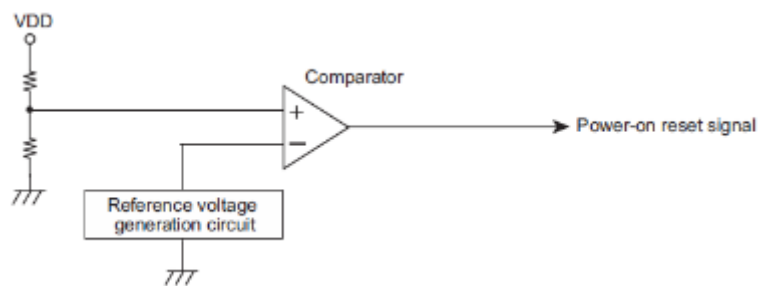 VDD
Comparator
+
−
Power-on reset signal
Reference voltage
generation circuit